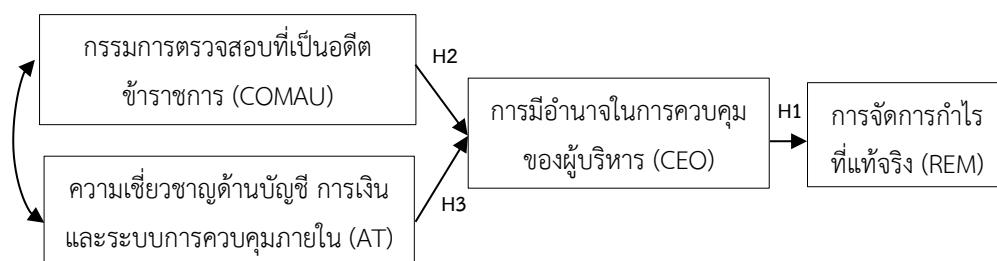 กรรมการตรวจสอบที่เป็นอดีต
ข้าราชการ (COMAU)
H2
การมีอำนาจในการควบคุม
ของผู้บริหาร (CEO)
H1
การจัดการกำไร
ที่แท้จริง (REM)
ความเชี่ยวชาญด้านบัญชี การเงิน
และระบบการควบคุมภายใน (AT)
H3